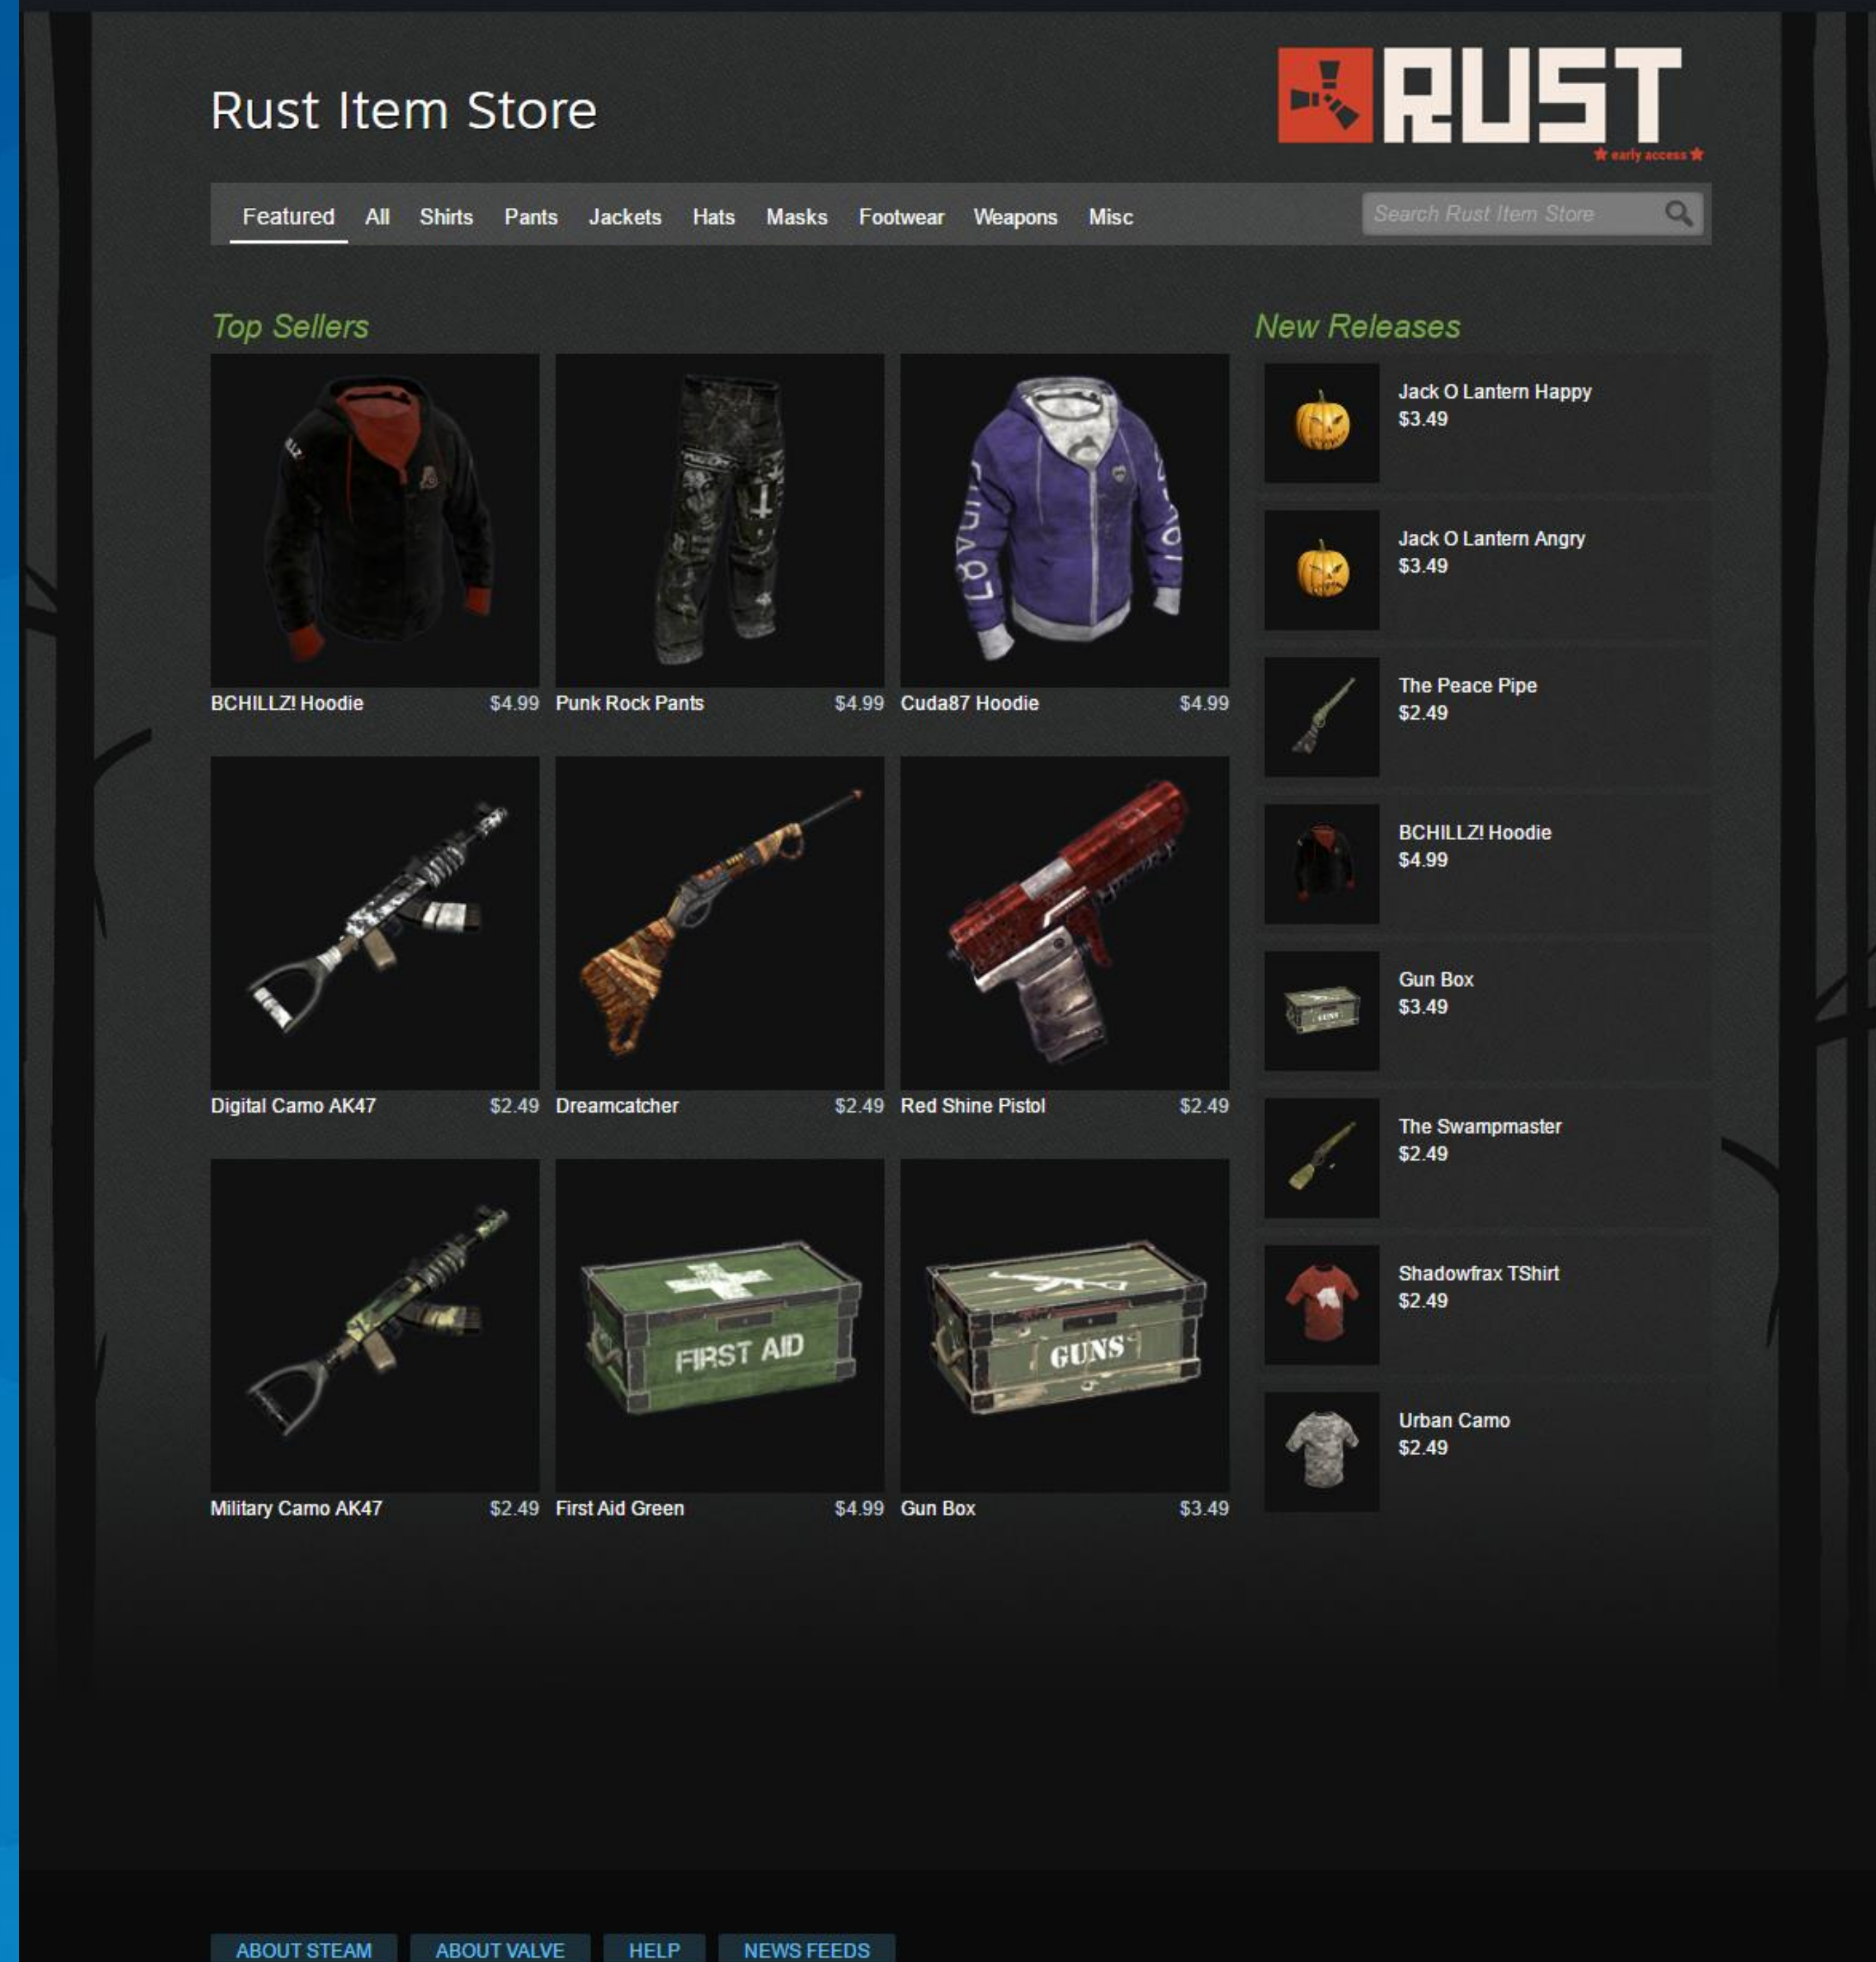 Rust Item Store
RUST
early access
Featured All Shirts Pants Jackets Hats Masks Footwear Weapons Misc
Search Rust Item Store
Top Sellers
BCHILLZ! Hoodie $4.99
Punk Rock Pants $4.99
Cuda87 Hoodie $4.99
Digital Camo AK47 $2.49
Dreamcatcher $2.49
Red Shine Pistol $2.49
FIRST AID
GUNS
Military Camo AK47 $2.49
First Aid Green $4.99
Gun Box $3.49
New Releases
Jack O Lantern Happy
$3.49
Jack O Lantern Angry
$3.49
The Peace Pipe
$2.49
BCHILLZ! Hoodie
$4.99
GUNS
Gun Box
$3.49
The Swampmaster
$2.49
Shadowfrax TShirt
$2.49
Urban Camo
$2.49
ABOUT STEAM
ABOUT VALVE
HELP
NEWS FEEDS